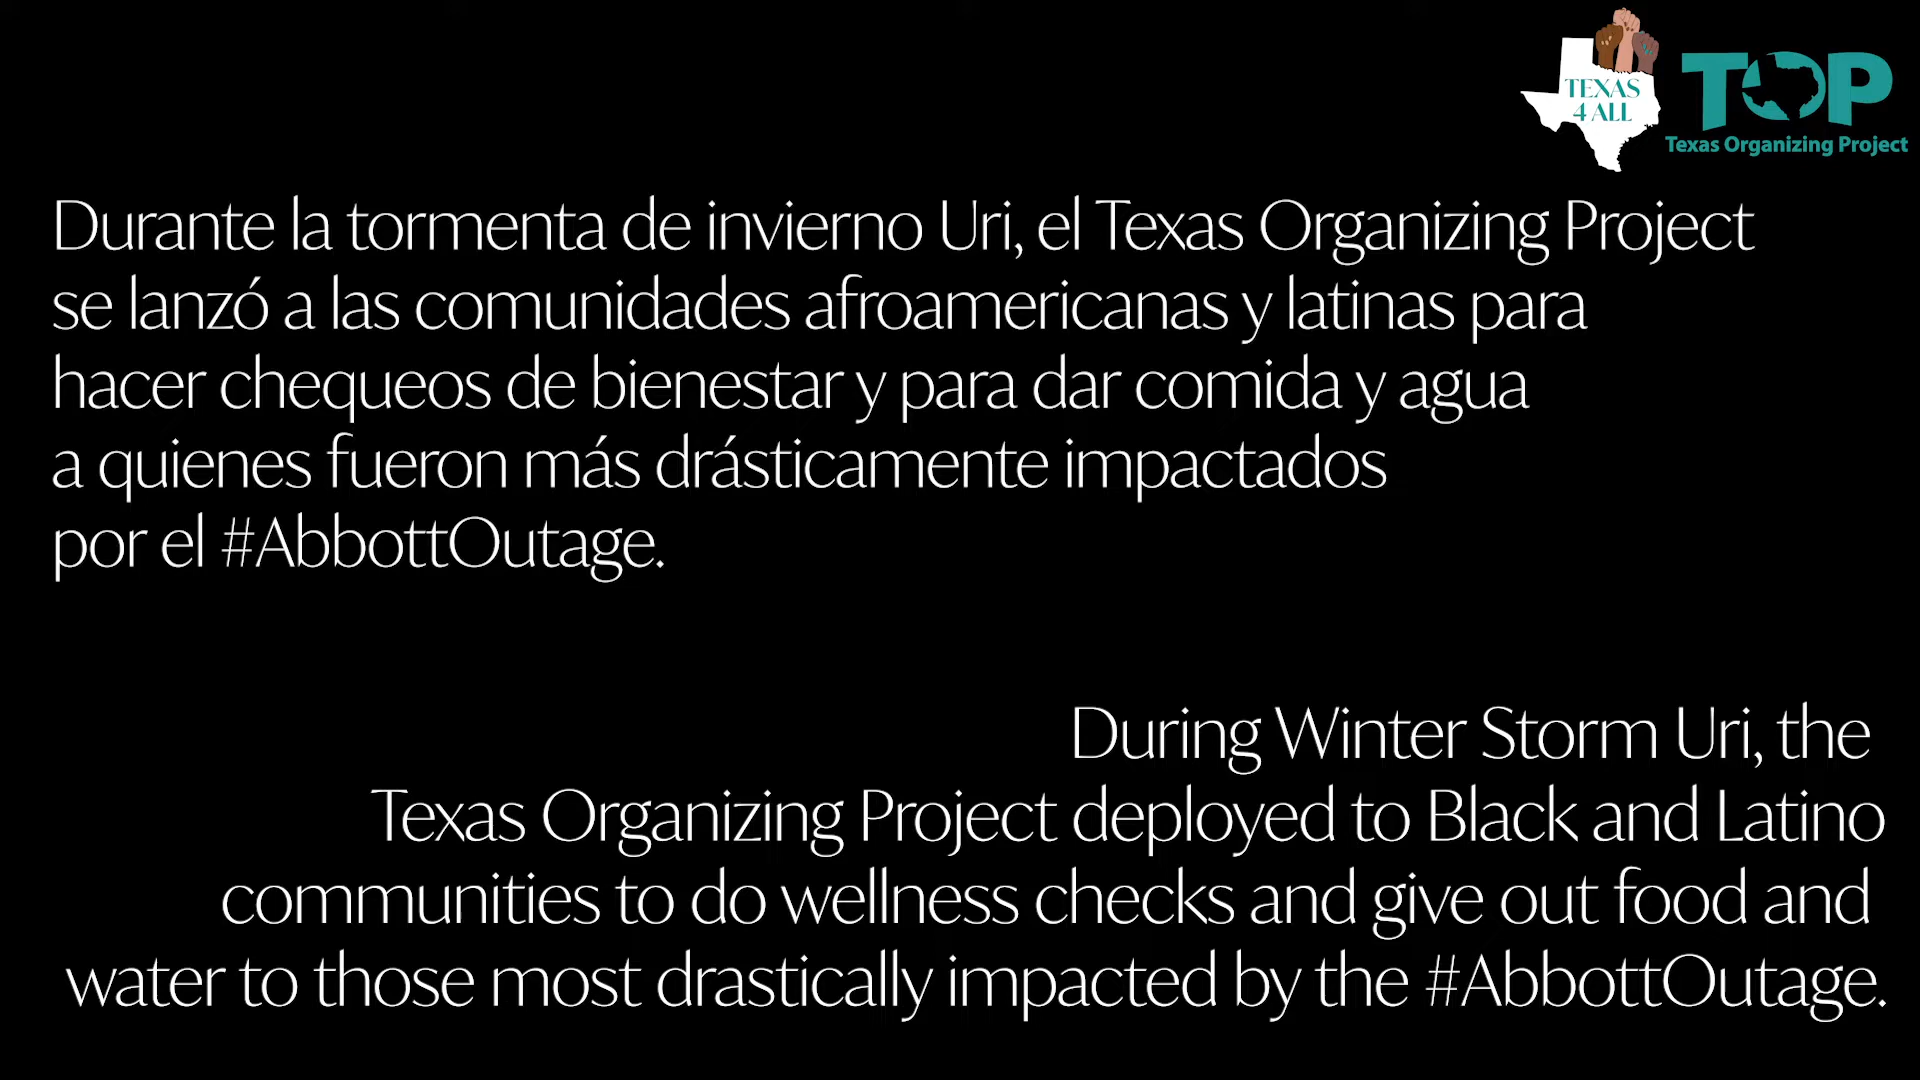 TEXAS
4 ALL
TOP
Texas Organizing Project
Durante la tormenta de invierno Uri, el Texas Organizing Project
se lanzó a las comunidades afroamericanas y latinas para
hacer chequeos de bienestar y para dar comida y agua
a quienes fueron más drásticamente impactados
por el #AbbottOutage.
During Winter Storm Uri, the
Texas Organizing Project deployed to Black and Latino
communities to do wellness checks and give out food and
water to those most drastically impacted by the #AbbottOutage.